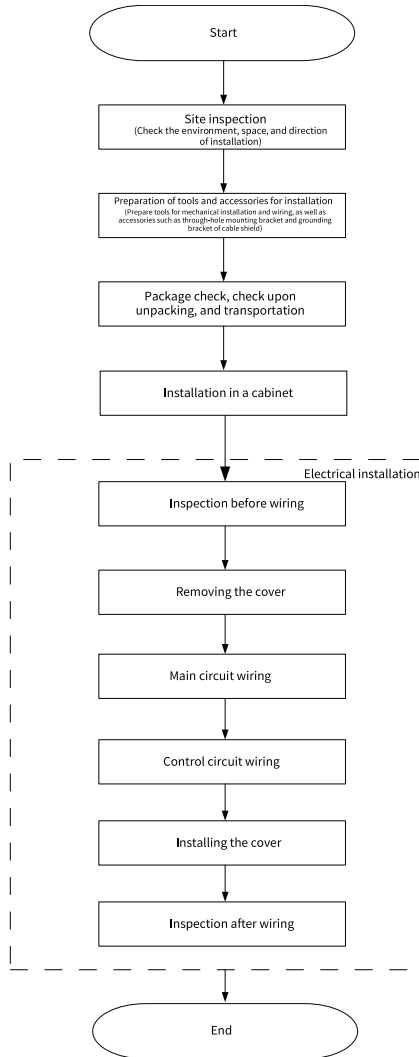 Start
Site inspection
(Check the environment, space, and direction
of installation)
Preparation of tools and accessories for installation
(Prepare tools for mechanical installation and wiring, as well as
accessories such as through-hole mounting bracket and grounding
bracket of cable shield)
Package check, check upon
unpacking, and transportation
Installation in a cabinet
Electrical installation
Inspection before wiring
Removing the cover
Main circuit wiring
Control circuit wiring
Installing the cover
Inspection after wiring
End